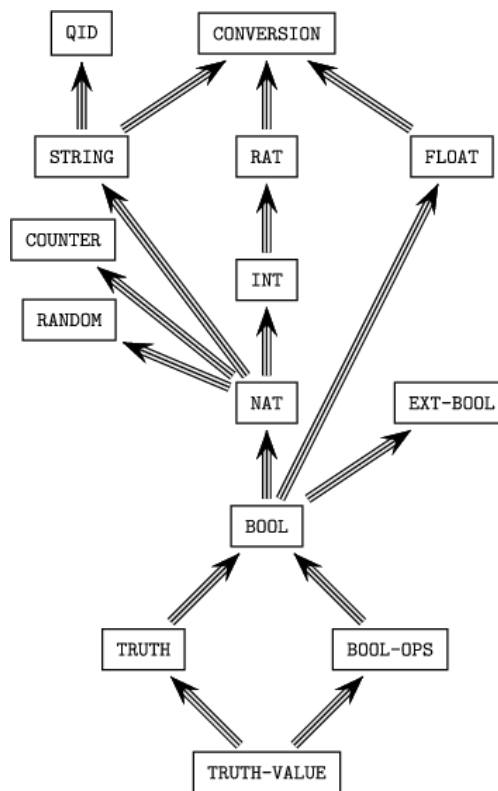 QID
CONVERSION
STRING
RAT
FLOAT
COUNTER
INT
RANDOM
NAT
EXT-BOOL
BOOL
TRUTH
BOOL-OPS
TRUTH-VALUE